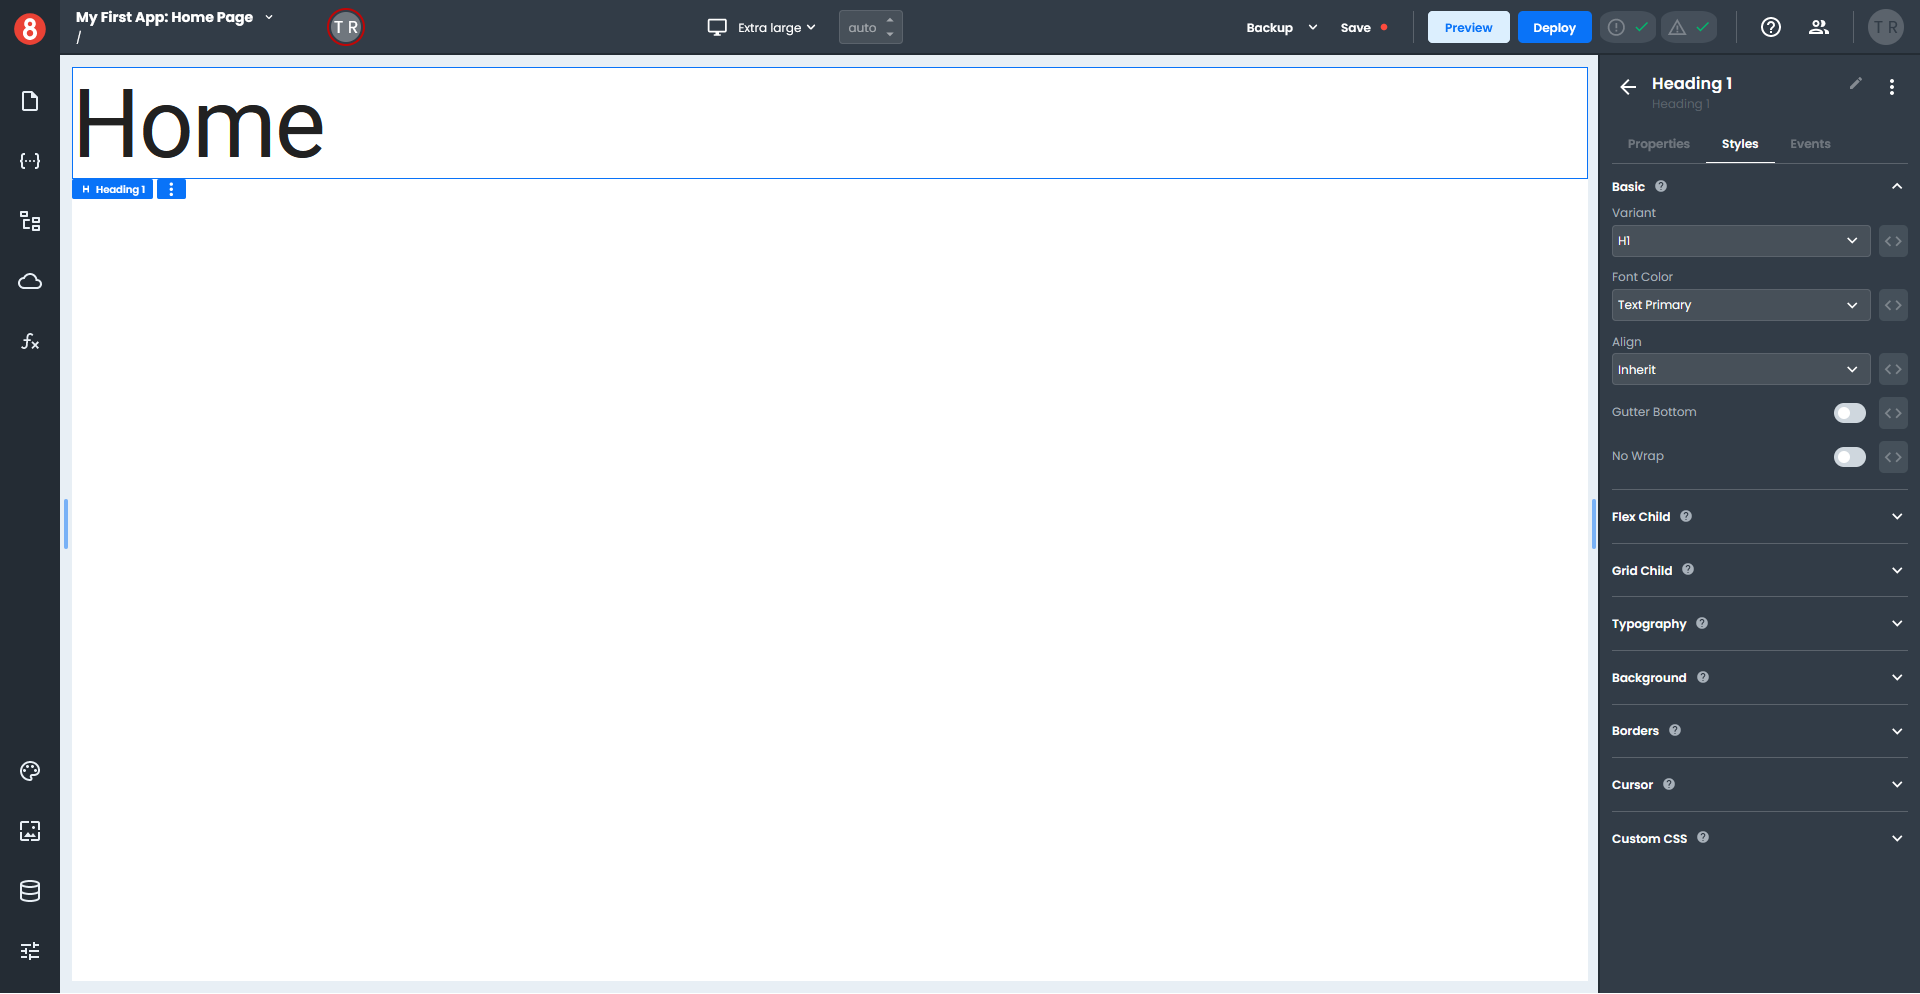 8
My First App: Home Page
/
T R
Extra large
auto
Backup
Save
Preview
Deploy
T R
Home
H Heading 1
Heading 1
Heading 1
Properties
Styles
Events
Basic
Variant
H1
Font Color
Text Primary
Align
Inherit
Gutter Bottom
No Wrap
Flex Child
Grid Child
Typography
Background
Borders
Cursor
Custom CSS